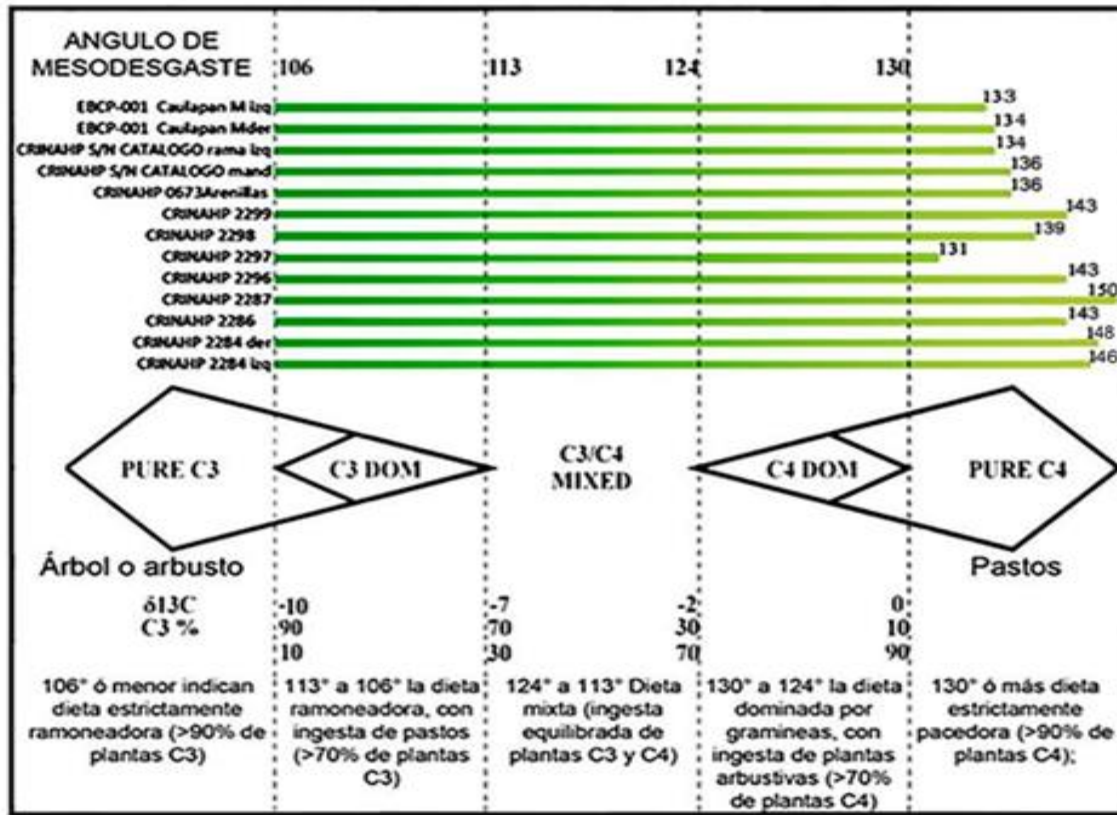 ANGULO DE
MESODESGASTE
106 113 124 130
EBCP-001 Caulapan M izq 133
EBCP-001 Caulapan Mder 134
CRINAHP S/N CATALOGO rama izq 134
CRINAHP S/N CATALOGO mand 136
CRINAHP 0673Arenillas 136
CRINAHP 2299 143
CRINAHP 2298 139
CRINAHP 2297 131
CRINAHP 2296 143
CRINAHP 2287 150
CRINAHP 2286 143
CRINAHP 2284 der 148
CRINAHP 2284 izq 146
PURE C3
C3 DOM
C3/C4
MIXED
C4 DOM
PURE C4
Árbol o arbusto
Pastos
δ13C -10 -7 -2 0
C3 % 90 70 30 10
10 30 70 90
106° ó menor indican
dieta estrictamente
ramoneadora (>90% de
plantas C3)
113° a 106° la dieta
ramoneadora, con
ingesta de pastos
(>70% de plantas
C3)
124° a 113° Dieta
mixta (ingesta
equilibrada de
plantas C3 y C4)
130° a 124° la dieta
dominada por
gramineas, con
ingesta de plantas
arbustivas (>70%
de plantas C4)
130° ó más dieta
estrictamente
pacedora (>90% de
plantas C4);